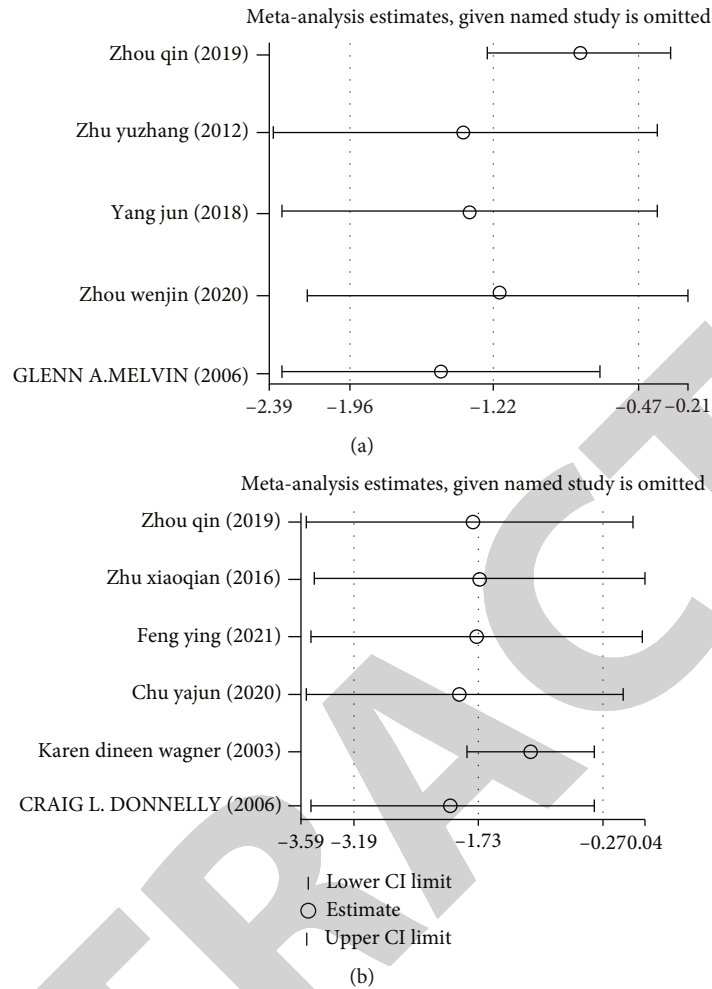 Meta-analysis estimates, given named study is omitted
Zhou qin (2019)
Zhu yuzhang (2012)
Yang jun (2018)
Zhou wenjin (2020)
GLENN A.MELVIN (2006)
−2.39 −1.96 −1.22 −0.47 −0.21
(a)
Meta-analysis estimates, given named study is omitted
Zhou qin (2019)
Zhu xiaoqian (2016)
Feng ying (2021)
Chu yajun (2020)
Karen dineen wagner (2003)
CRAIG L. DONNELLY (2006)
−3.59 −3.19 −1.73 −0.270.04
Lower CI limit
Estimate
Upper CI limit
(b)
TRACT